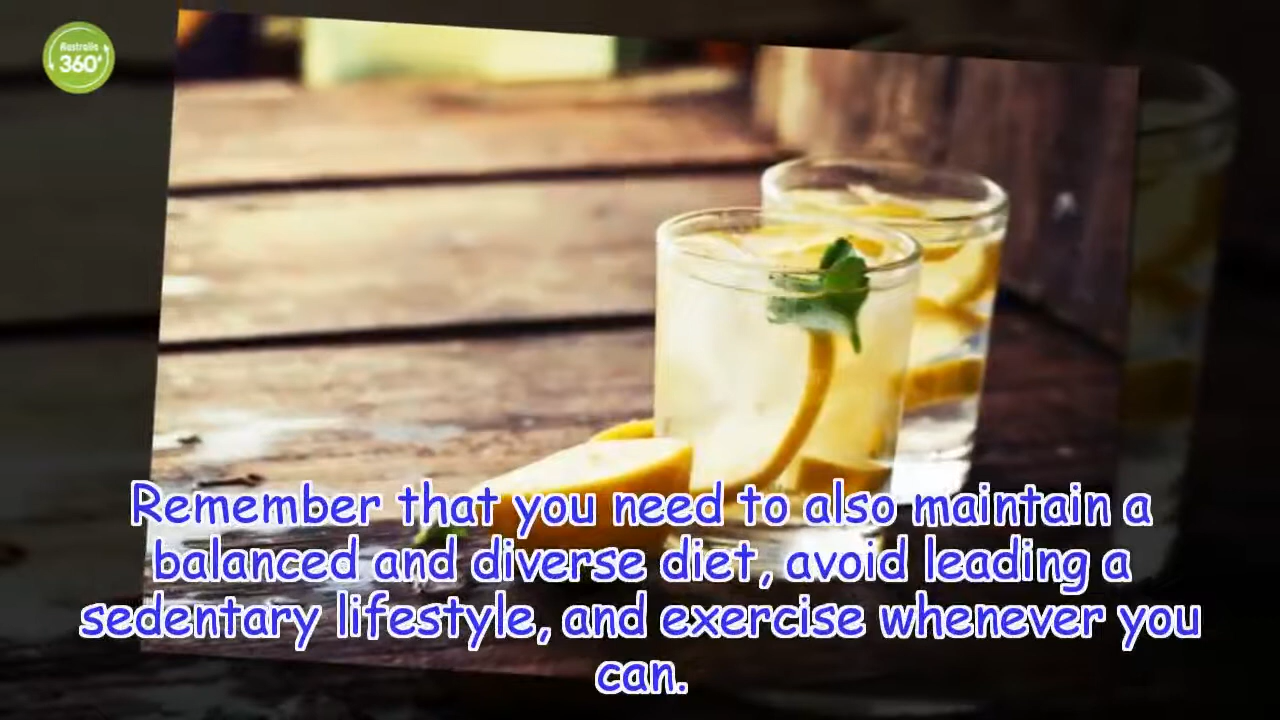 Australia
360°
Remember that you need to also maintain a
balanced and diverse diet, avoid leading a
sedentary lifestyle, and exercise whenever you
can.